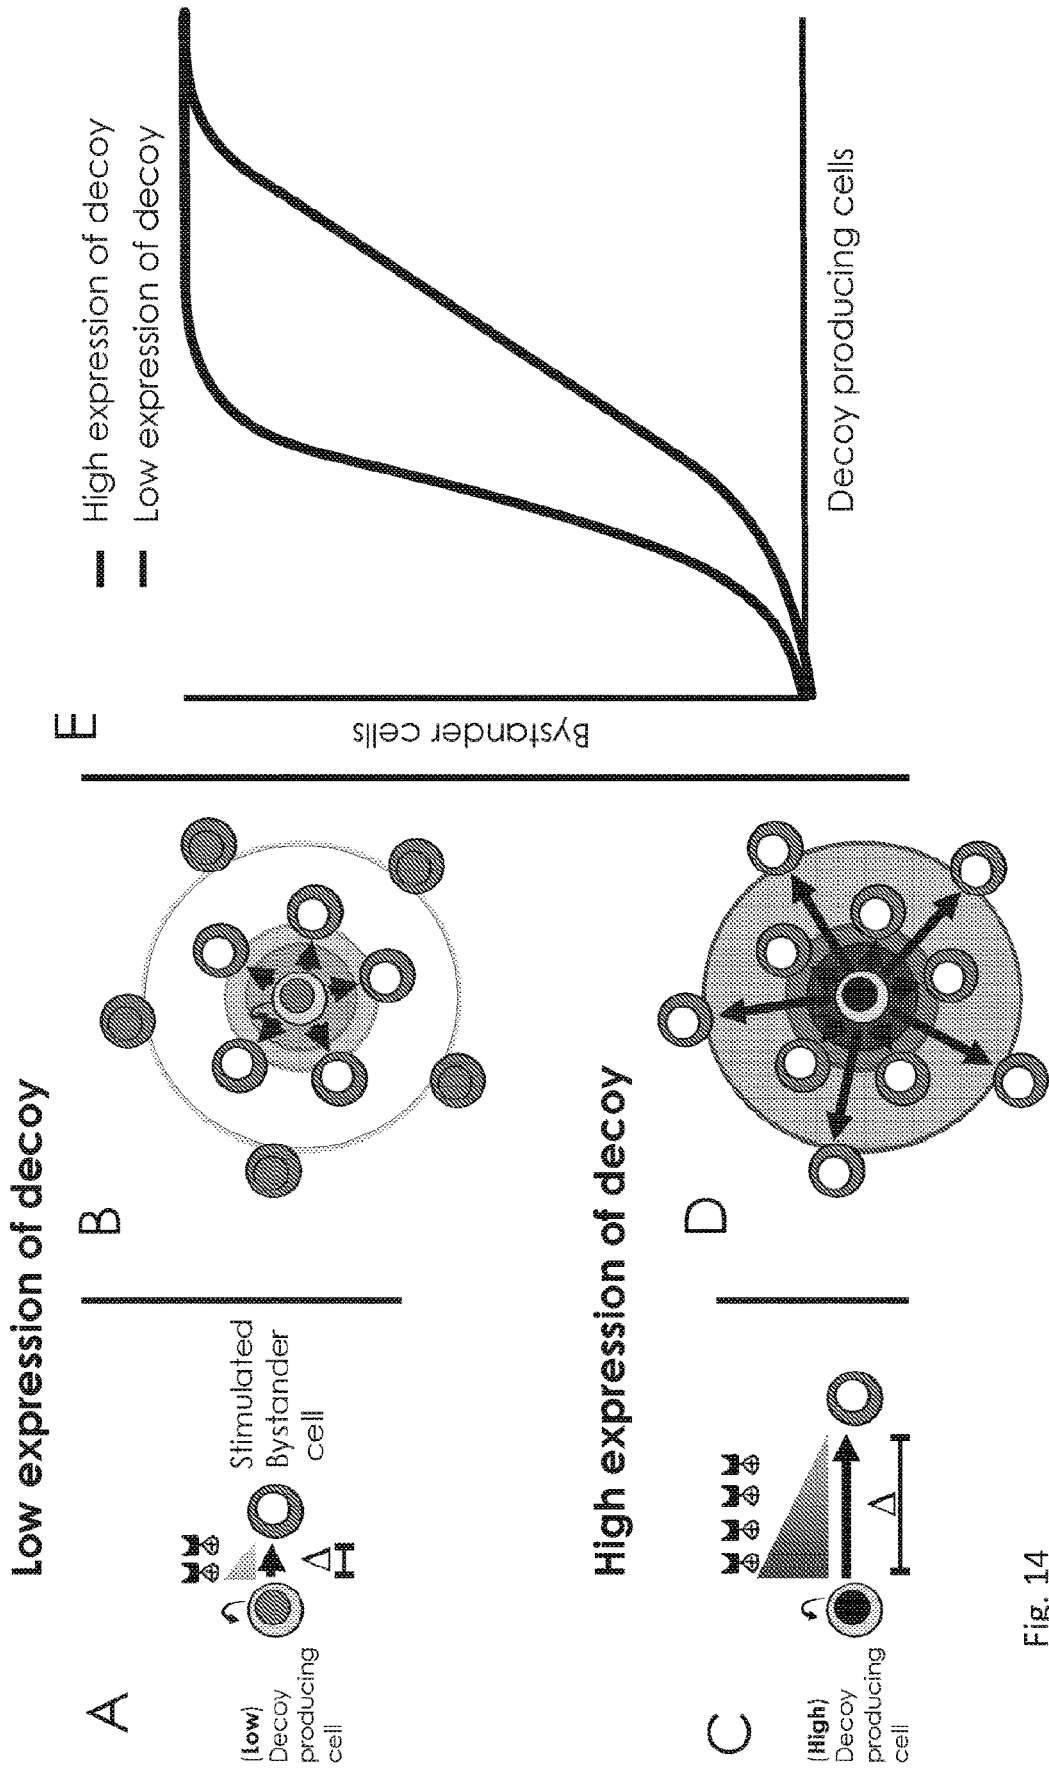 Low expression of decoy
A
(Low)
Decoy
producing
cell
Δ
Stimulated
Bystander
cell
B
High expression of decoy
C
(High)
Decoy
producing
cell
Δ
D
E
High expression of decoy
Low expression of decoy
Bystander cells
Decoy producing cells
Fig. 14